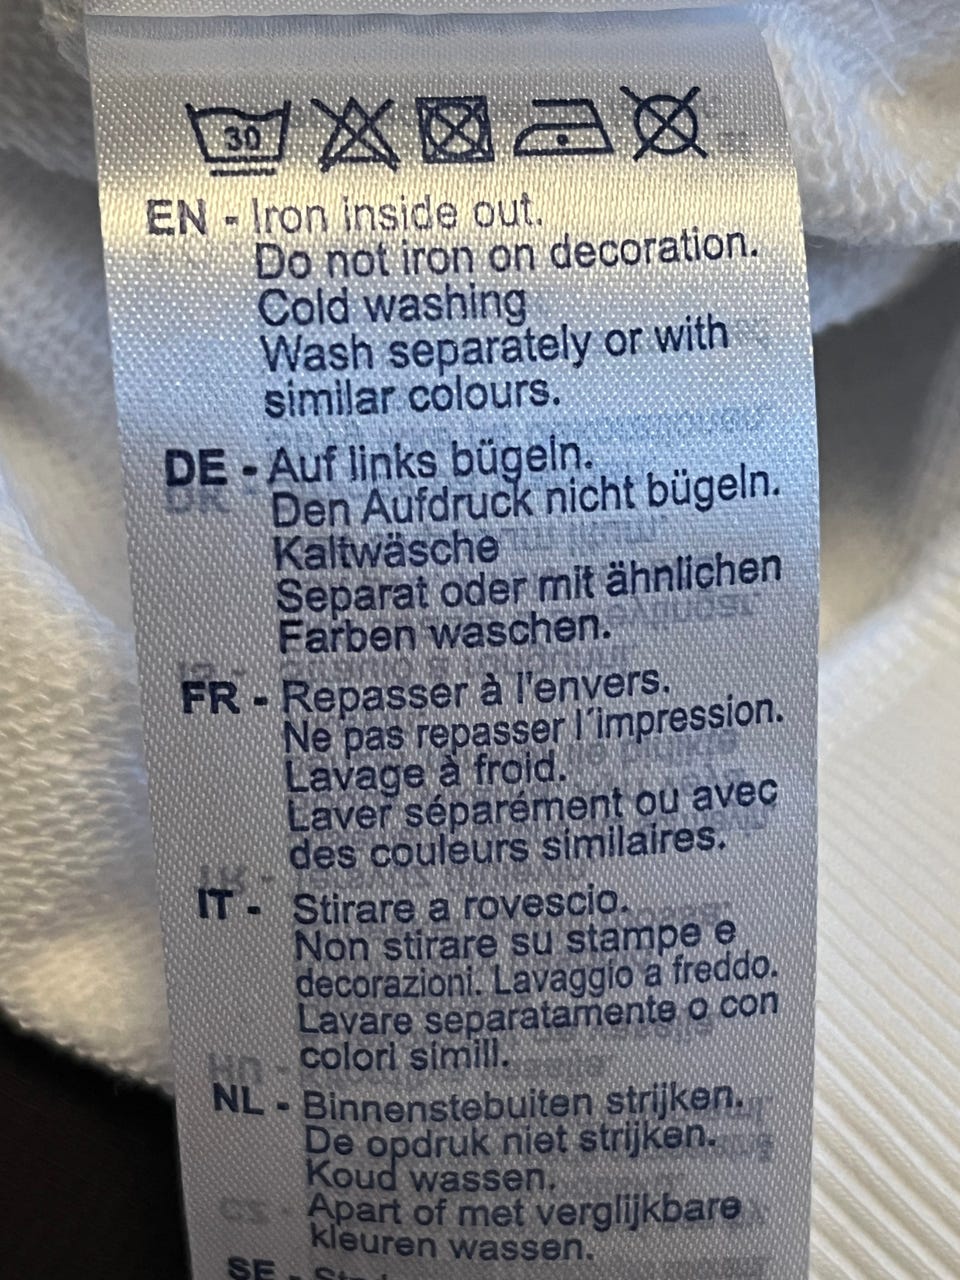 30
EN - Iron inside out.
Do not iron on decoration.
Cold washing
Wash separately or with
similar colours.
DE - Auf links bügeln.
Den Aufdruck nicht bügeln.
Kaltwäsche
Separat oder mit ähnlichen
Farben waschen.
FR - Repasser à l'envers.
Ne pas repasser l´impression.
Lavage à froid.
Laver séparément ou avec
des couleurs similaires.
IT - Stirare a rovescio.
Non stirare su stampe e
decorazioni. Lavaggio a freddo.
Lavare separatamente o con
colori simili.
NL - Binnenstebuiten strijken.
De opdruk niet strijken.
Koud wassen.
Apart of met verglijkbare
kleuren wassen.
SE -